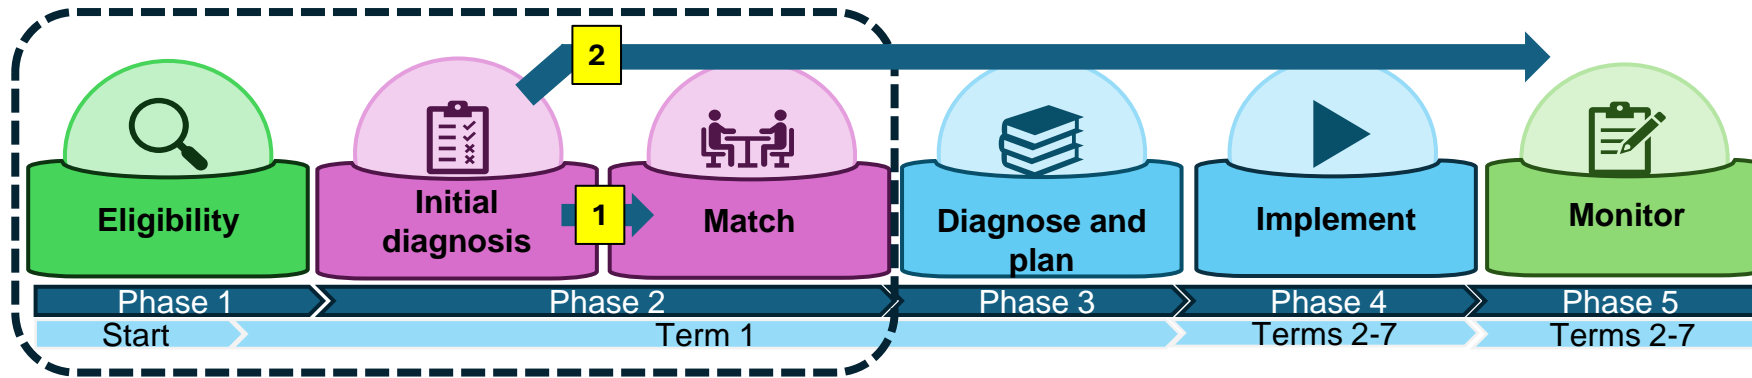 2
Eligibility
Initial
diagnosis
1
Match
Diagnose and
plan
Implement
Monitor
Phase 1
Phase 2
Phase 3
Phase 4
Phase 5
Start
Term 1
Terms 2-7
Terms 2-7